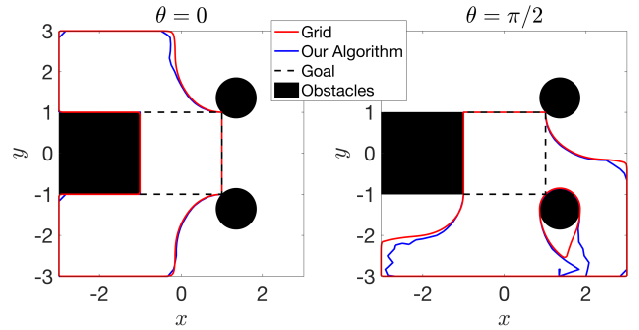 θ = 0
θ = π/2
Grid
Our Algorithm
Goal
Obstacles
3
2
1
0
-1
-2
-3
y
-2
0
2
x
3
2
1
0
-1
-2
-3
y
-2
0
2
x